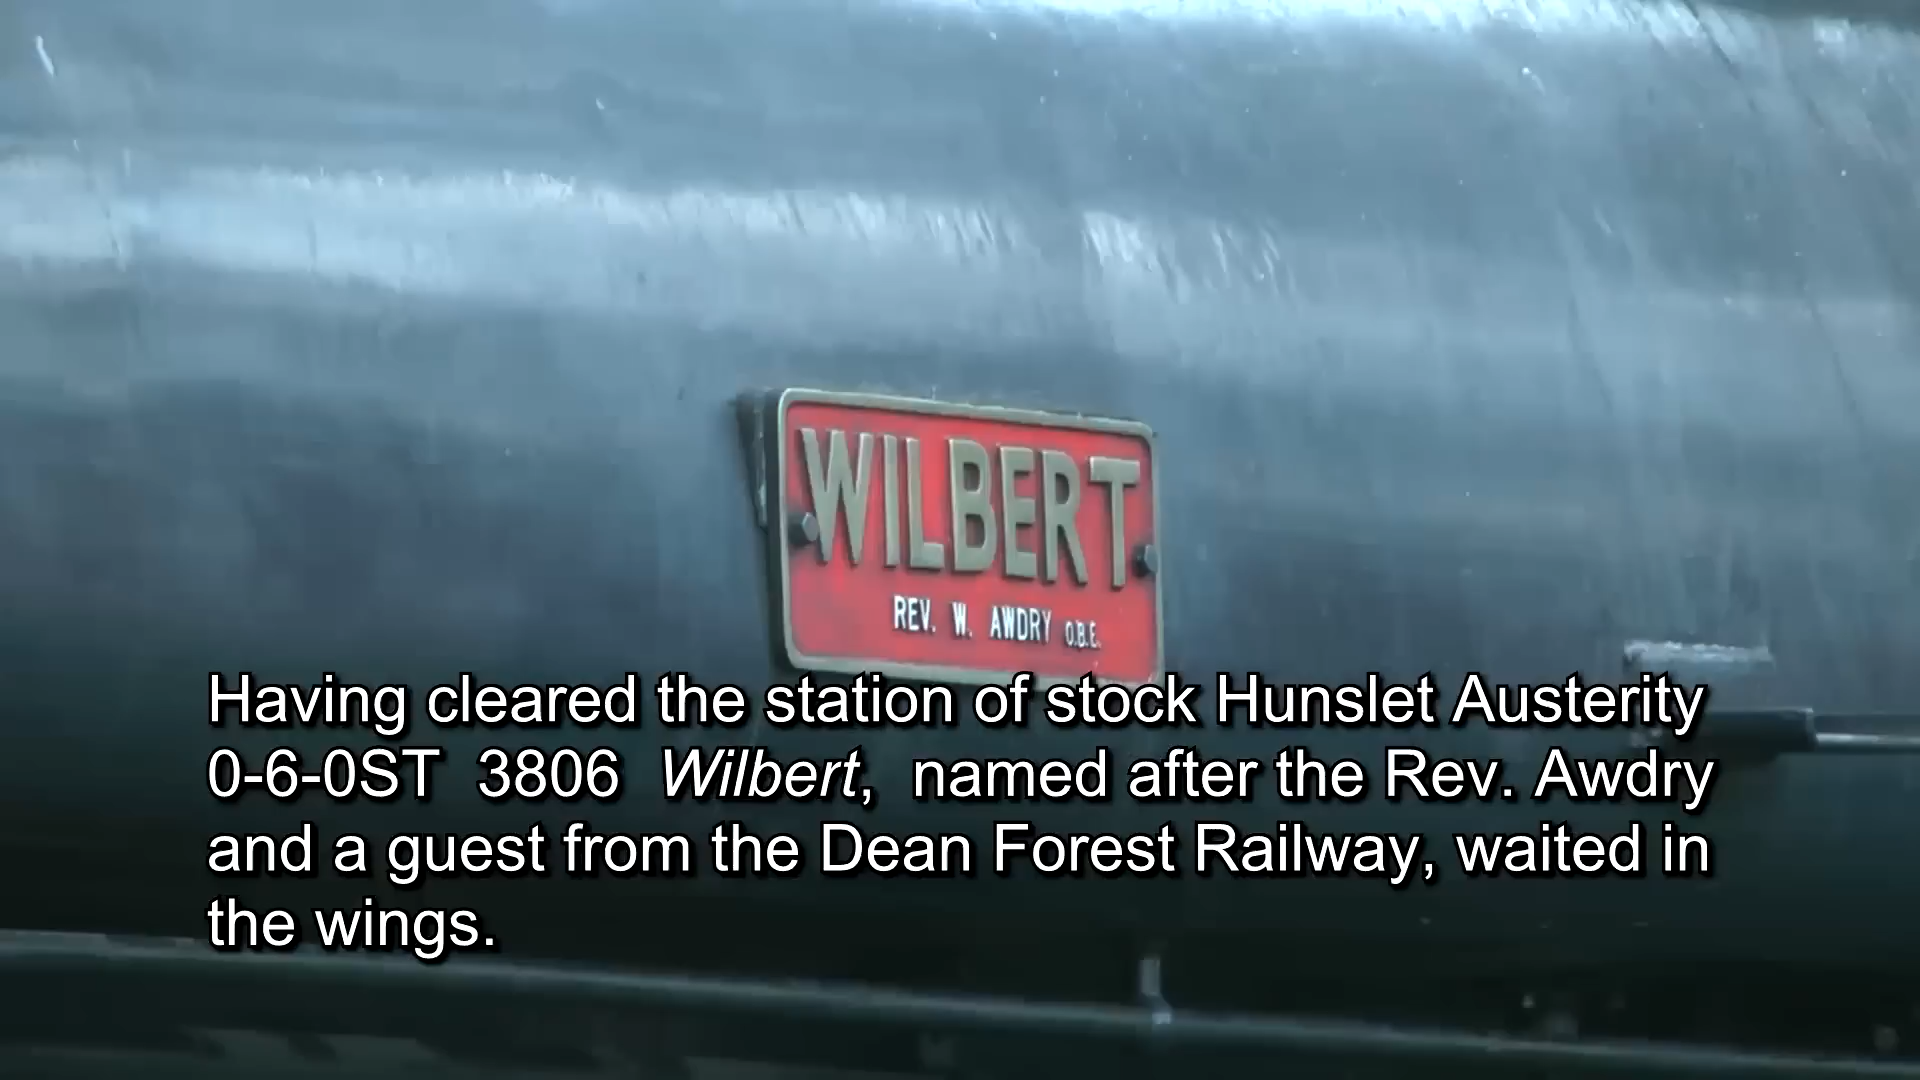 WILBERT
REV. W. AWDRY O.B.E.
Having cleared the station of stock Hunslet Austerity
0-6-0ST 3806 Wilbert, named after the Rev. Awdry
and a guest from the Dean Forest Railway, waited in
the wings.